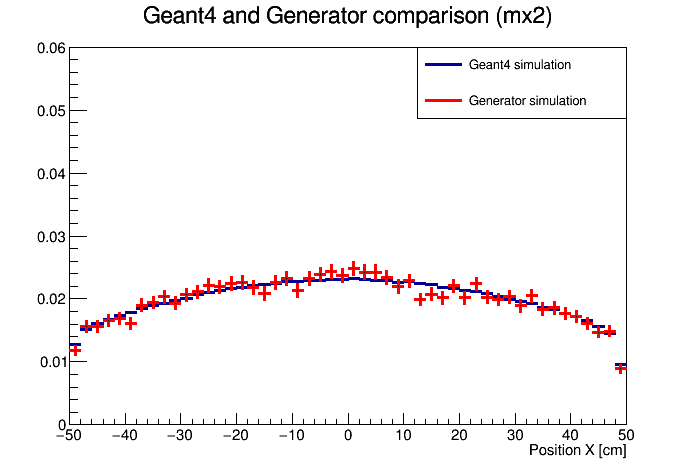 Geant4 and Generator comparison (mx2)
Geant4 simulation
Generator simulation
0.06
0.05
0.04
0.03
0.02
0.01
0
−50 −40 −30 −20 −10 0 10 20 30 40 50
Position X [cm]